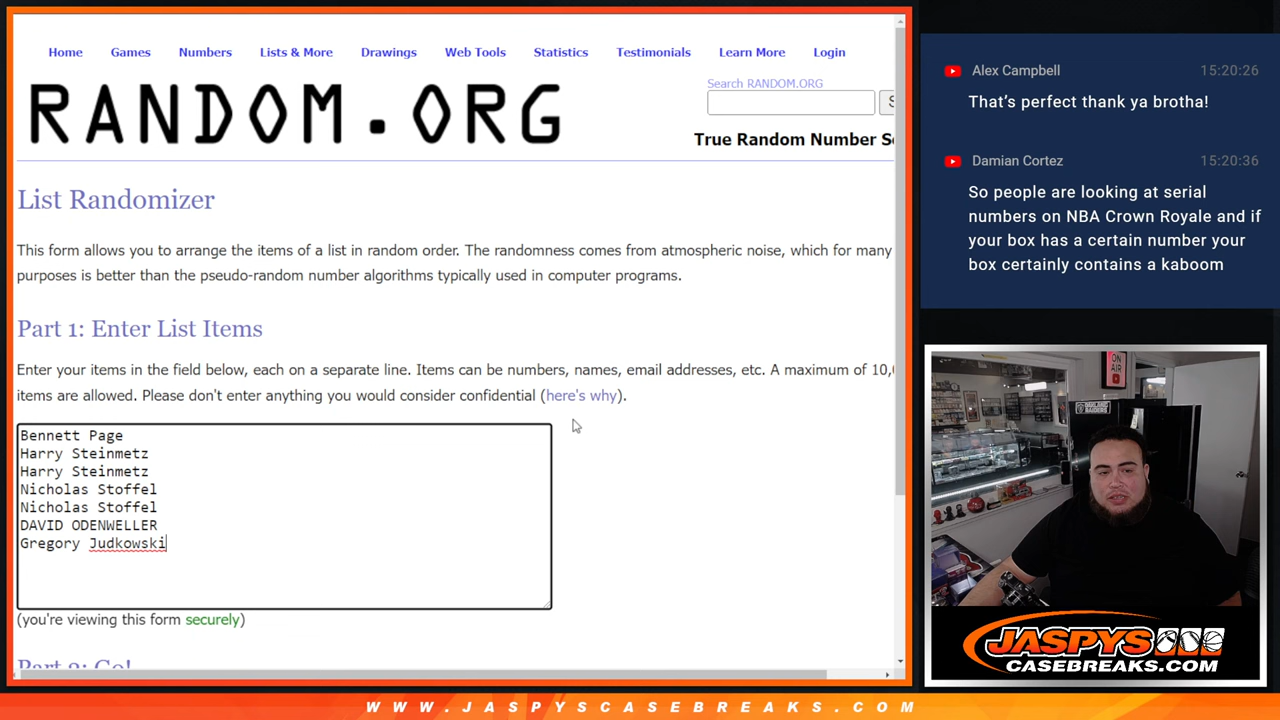 Home Games Numbers Lists & More Drawings Web Tools Statistics Testimonials Learn More Login
RANDOM.ORG
Search RANDOM.ORG
True Random Number
List Randomizer
This form allows you to arrange the items of a list in random order. The randomness comes from atmospheric noise, which for many
purposes is better than the pseudo-random number algorithms typically used in computer programs.
Part 1: Enter List Items
Enter your items in the field below, each on a separate line. Items can be numbers, names, email addresses, etc. A maximum of 10,
items are allowed. Please don't enter anything you would consider confidential (here's why).
Bennett Page
Harry Steinmetz
Harry Steinmetz
Nicholas Stoffel
Nicholas Stoffel
DAVID ODENWELLER
Gregory Judkowski
(you're viewing this form securely)
Part 2: Go!
Alex Campbell 15:20:26
That's perfect thank ya brotha!
Damian Cortez 15:20:36
So people are looking at serial
numbers on NBA Crown Royale and if
your box has a certain number your
box certainly contains a kaboom
ON
AIR
JASPYS
CASEBREAKS.COM
WWW.JASPYSCASEBREAKS.COM